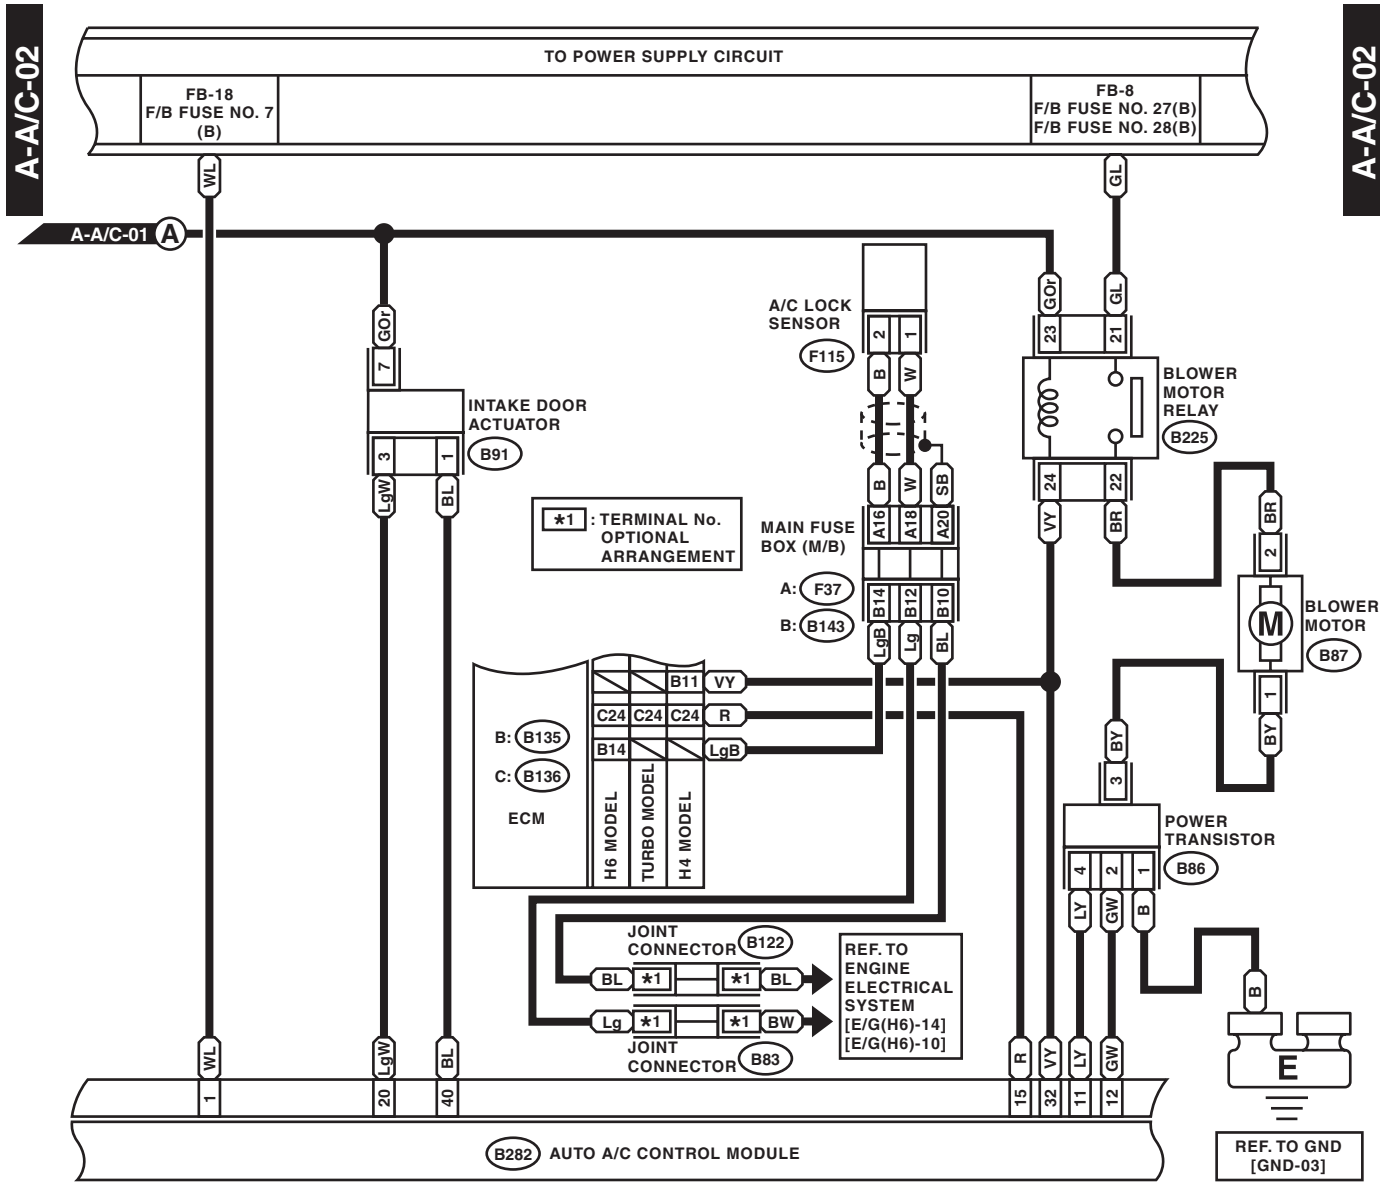 A-A/C-02
A-A/C-02
TO POWER SUPPLY CIRCUIT
FB-18
F/B FUSE NO. 7
(B)
FB-8
F/B FUSE NO. 27(B)
F/B FUSE NO. 28(B)
WL
GL
A-A/C-01 A
GOr
7
INTAKE DOOR
ACTUATOR
B91
3 1
LgW BL
A/C LOCK
SENSOR
F115
2 1
B W
B W SB
A16 A18 A20
MAIN FUSE
BOX (M/B)
A: F37
B: B143
B14 B12 B10
LgB Lg BL
*1 : TERMINAL No.
OPTIONAL
ARRANGEMENT
GOr GL
23 21
BLOWER
MOTOR
RELAY
B225
24 22
VY BR
BR
2
M
BLOWER
MOTOR
B87
1
BY
B11 VY
C24 C24 C24 R
B14 LgB
B: B135
C: B136
ECM
H6 MODEL
TURBO MODEL
H4 MODEL
BY
3
POWER
TRANSISTOR
B86
4 2 1
LY GW B
JOINT
CONNECTOR B122
BL *1 *1 BL
Lg *1 *1 BW
JOINT
CONNECTOR B83
REF. TO
ENGINE
ELECTRICAL
SYSTEM
[E/G(H6)-14]
[E/G(H6)-10]
B
E
REF. TO GND
[GND-03]
WL LgW BL R VY LY GW
1 20 40 15 32 11 12
B282 AUTO A/C CONTROL MODULE